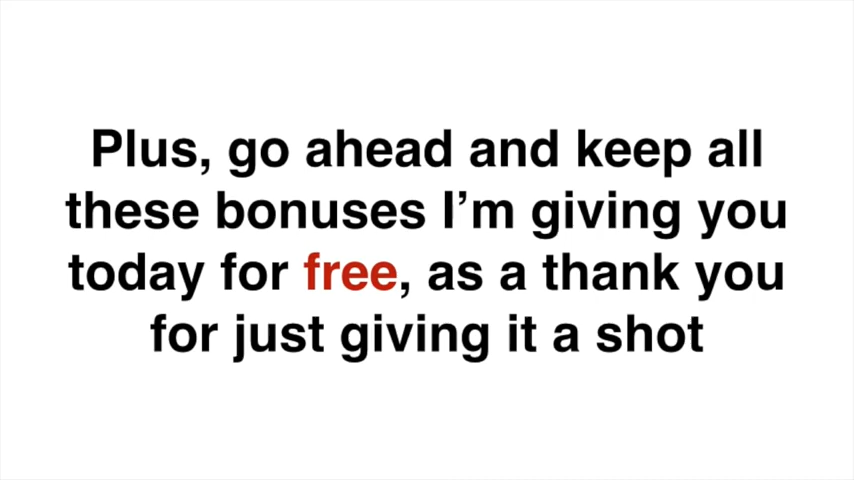 Plus, go ahead and keep all
these bonuses I’m giving you
today for free, as a thank you
for just giving it a shot